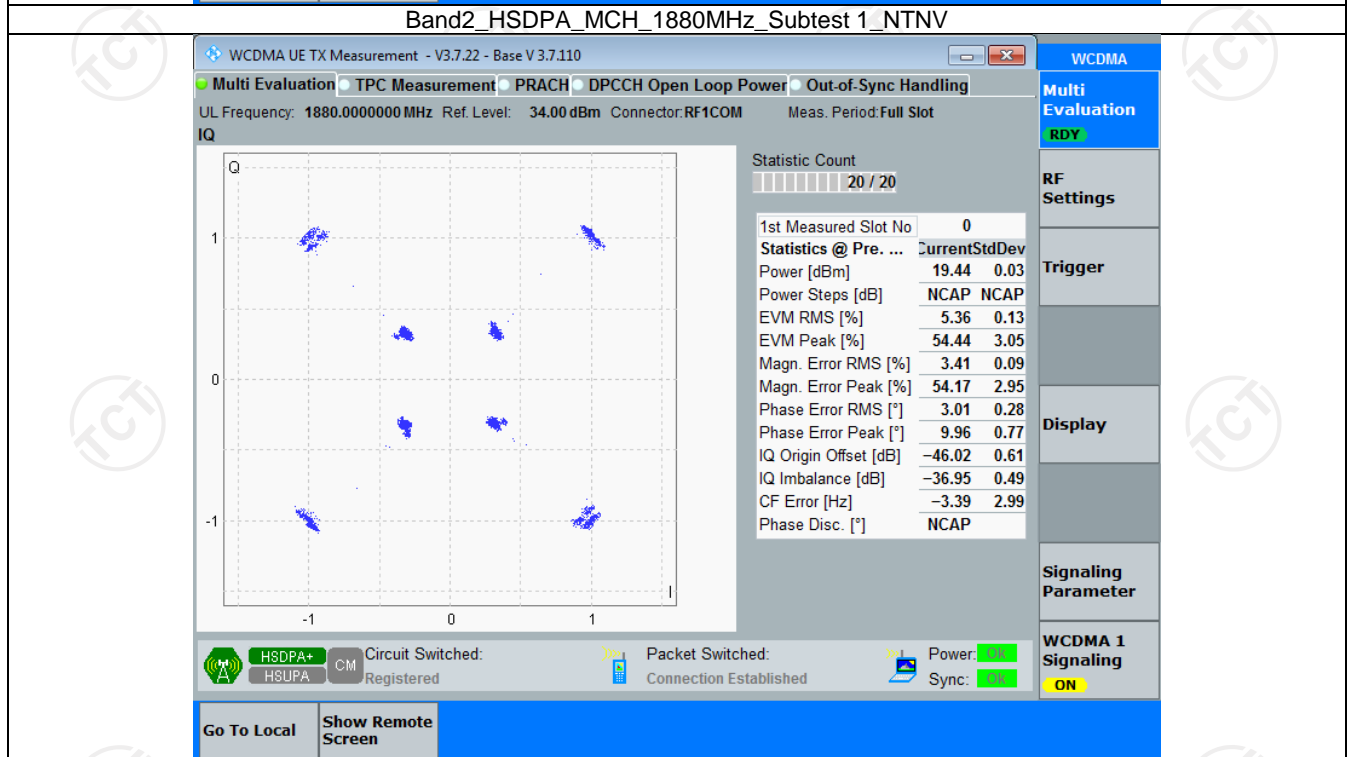 Band2_HSDPA_MCH_1880MHz_Subtest 1_NTNV
WCDMA UE TX Measurement - V3.7.22 - Base V 3.7.110
WCDMA
Multi Evaluation TPC Measurement PRACH DPCCH Open Loop Power Out-of-Sync Handling
Multi
Evaluation
RDY
UL Frequency: 1880.0000000 MHz Ref. Level: 34.00 dBm Connector:RF1COM Meas. Period:Full Slot
IQ
Q
1
0
-1
I
-1 0 1
Statistic Count
20 / 20
1st Measured Slot No 0
Statistics @ Pre. ... Current StdDev
Power [dBm] 19.44 0.03
Power Steps [dB] NCAP NCAP
EVM RMS [%] 5.36 0.13
EVM Peak [%] 54.44 3.05
Magn. Error RMS [%] 3.41 0.09
Magn. Error Peak [%] 54.17 2.95
Phase Error RMS [°] 3.01 0.28
Phase Error Peak [°] 9.96 0.77
IQ Origin Offset [dB] −46.02 0.61
IQ Imbalance [dB] −36.95 0.49
CF Error [Hz] −3.39 2.99
Phase Disc. [°] NCAP
RF
Settings
Trigger
Display
Signaling
Parameter
WCDMA 1
Signaling
ON
HSDPA+
HSUPA
CM
Circuit Switched:
Registered
Packet Switched:
Connection Established
Power: Ok
Sync: Ok
Go To Local
Show Remote
Screen
TCT
TCT
TCT
TCT